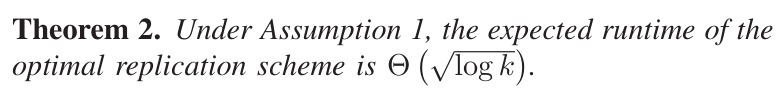 Theorem 2. Under Assumption 1, the expected runtime of the
optimal replication scheme is Θ (√log k).